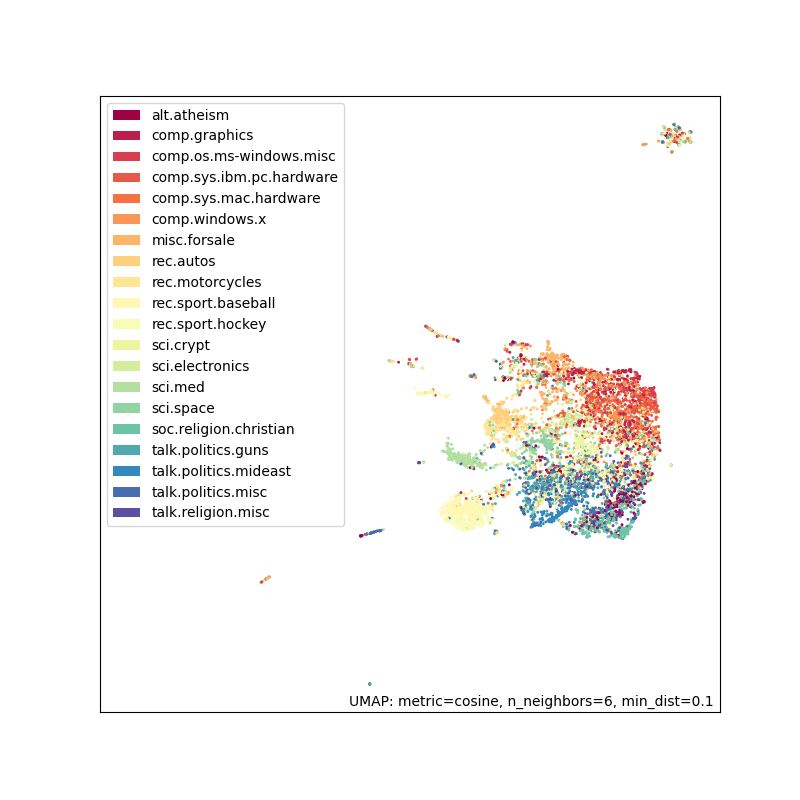 alt.atheism
comp.graphics
comp.os.ms-windows.misc
comp.sys.ibm.pc.hardware
comp.sys.mac.hardware
comp.windows.x
misc.forsale
rec.autos
rec.motorcycles
rec.sport.baseball
rec.sport.hockey
sci.crypt
sci.electronics
sci.med
sci.space
soc.religion.christian
talk.politics.guns
talk.politics.mideast
talk.politics.misc
talk.religion.misc
UMAP: metric=cosine, n_neighbors=6, min_dist=0.1